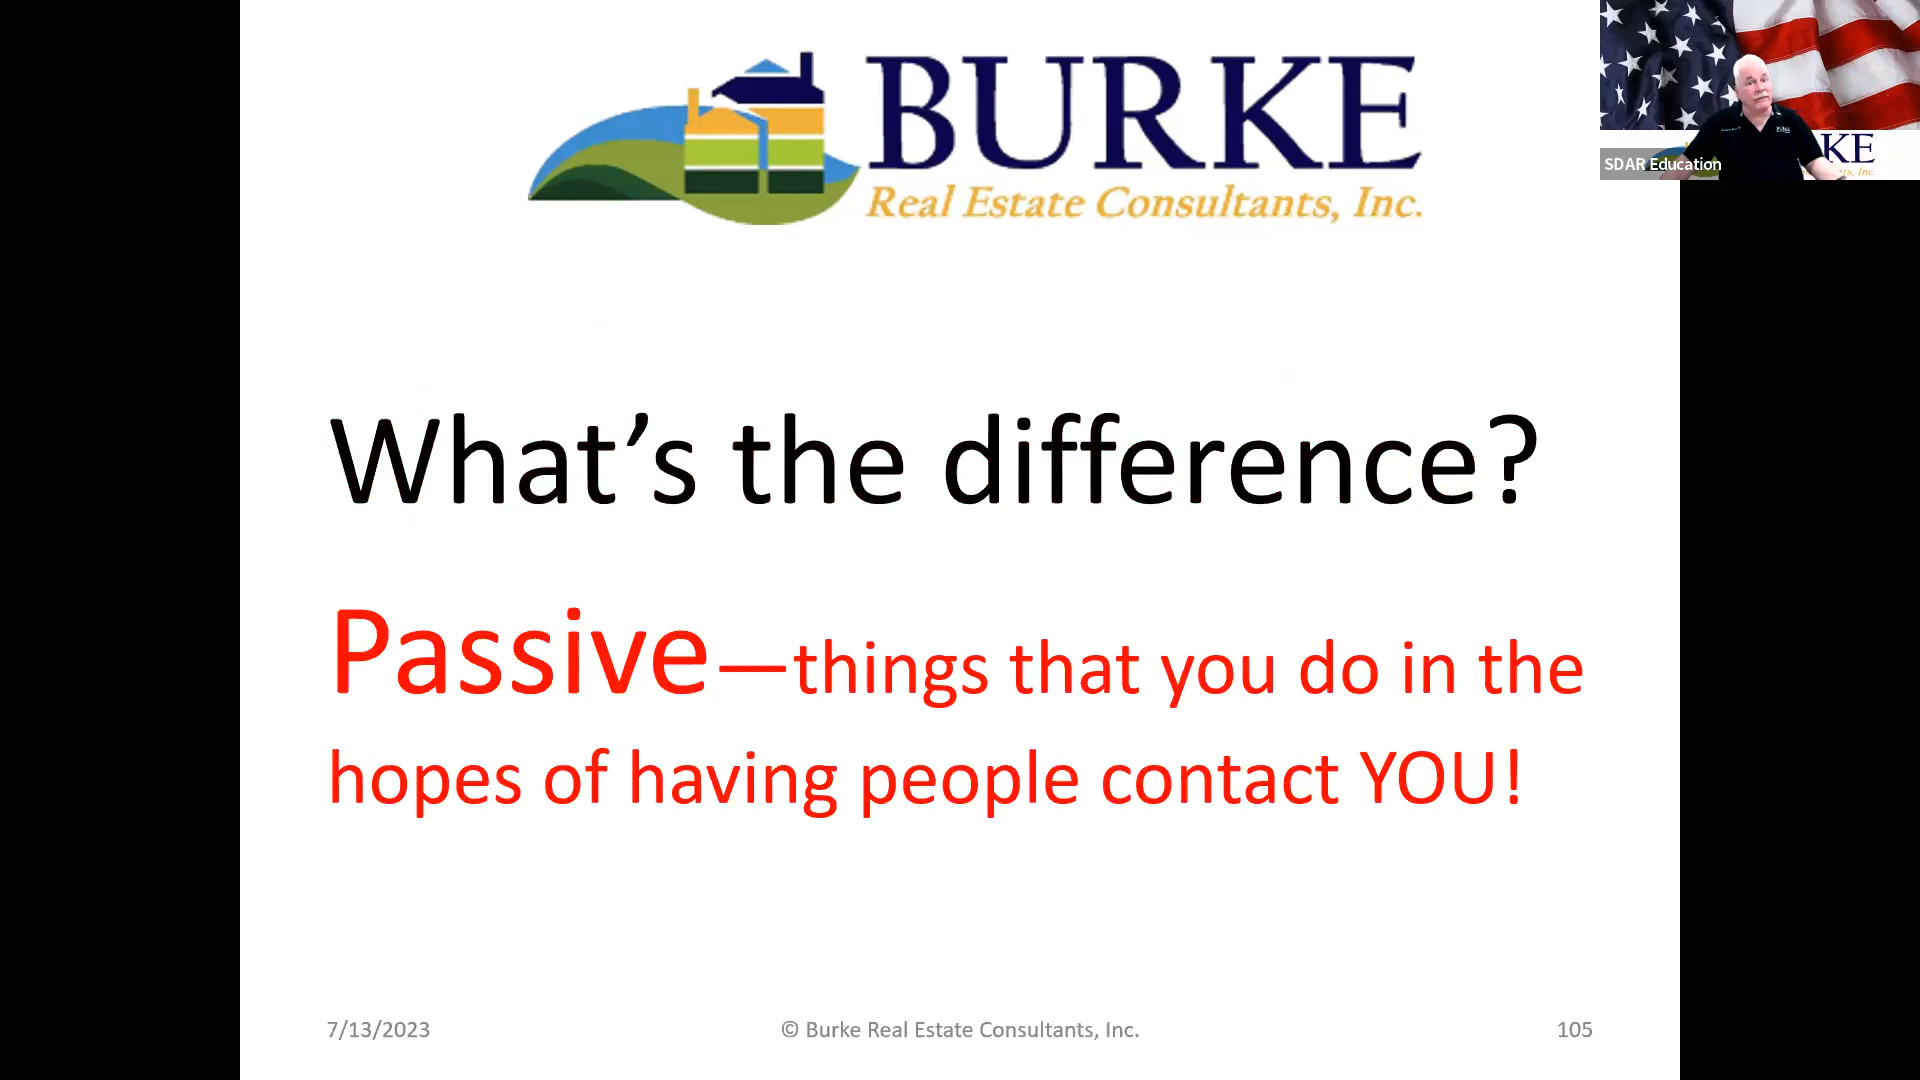 BURKE
Real Estate Consultants, Inc.
KE
SDAR Education
What's the difference?
Passive—things that you do in the
hopes of having people contact YOU!
7/13/2023
© Burke Real Estate Consultants, Inc.
105